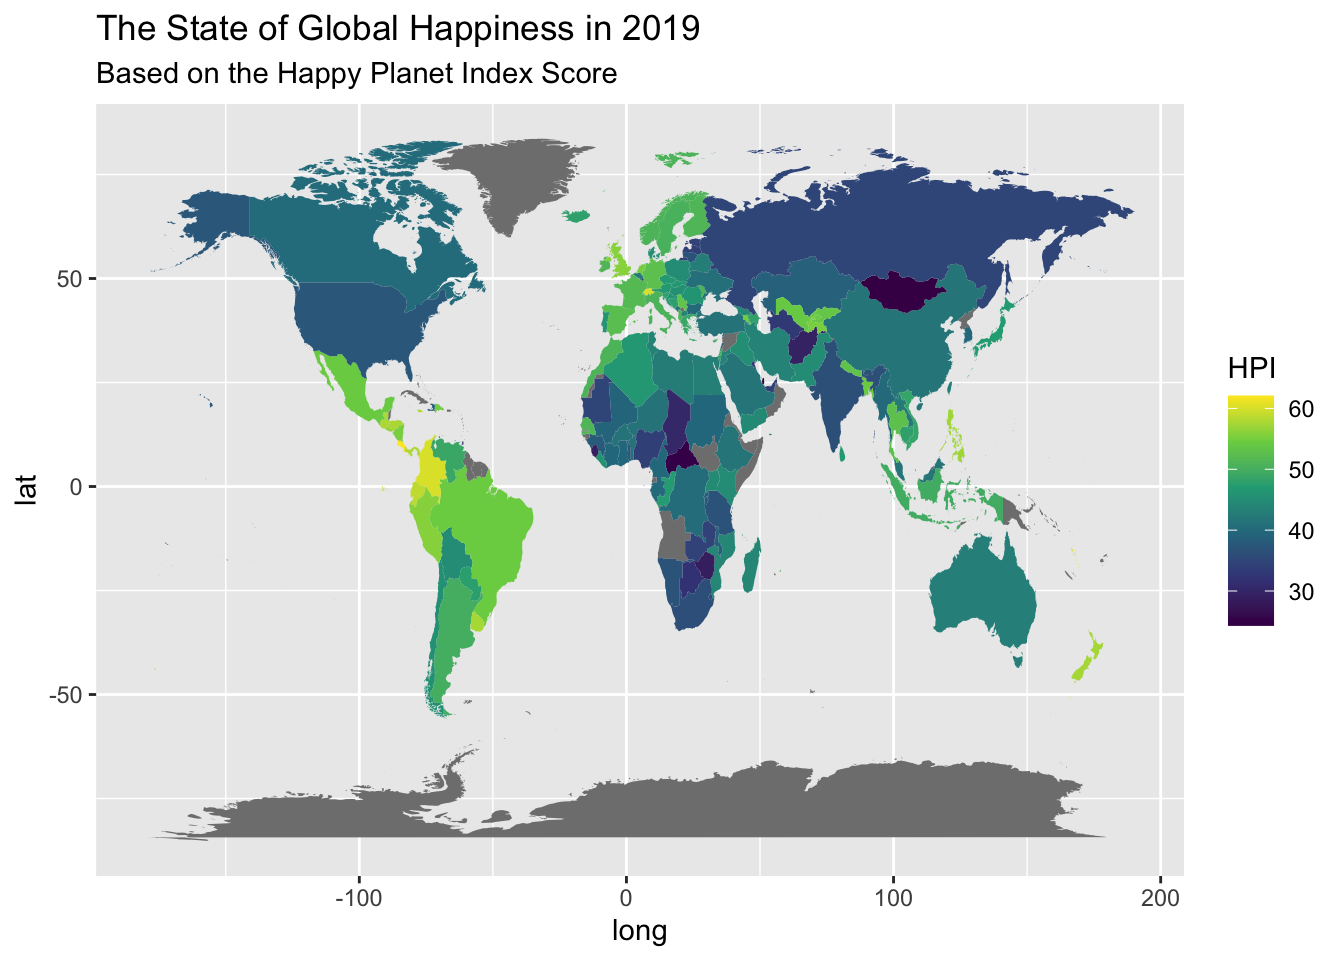 The State of Global Happiness in 2019
Based on the Happy Planet Index Score
HPI
60
50
40
30
lat
50
0
-50
-100
0
100
200
long